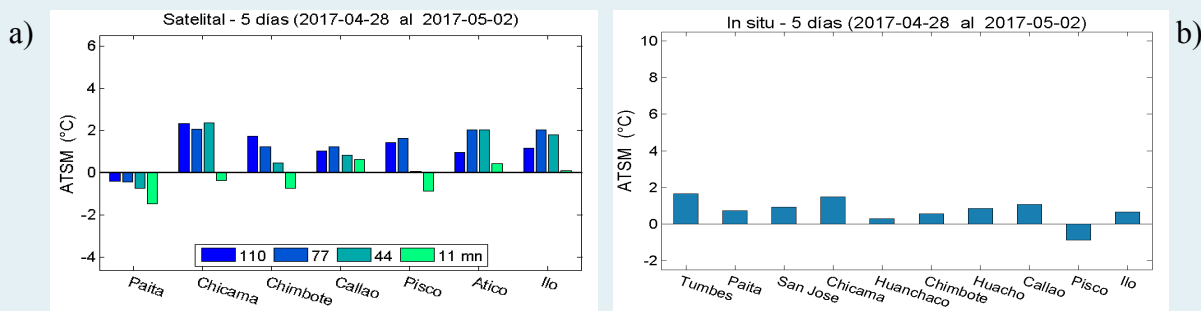 a)
Satelital - 5 días (2017-04-28 al 2017-05-02)
ATSM (°C)
6
4
2
0
-2
-4
110 77 44 11 mn
Paita Chicama Chimbote Callao Pisco Atico Ilo
In situ - 5 días (2017-04-28 al 2017-05-02)
b)
ATSM (°C)
10
8
6
4
2
0
-2
Tumbes Paita San Jose Chicama Huanchaco Chimbote Huacho Callao Pisco Ilo